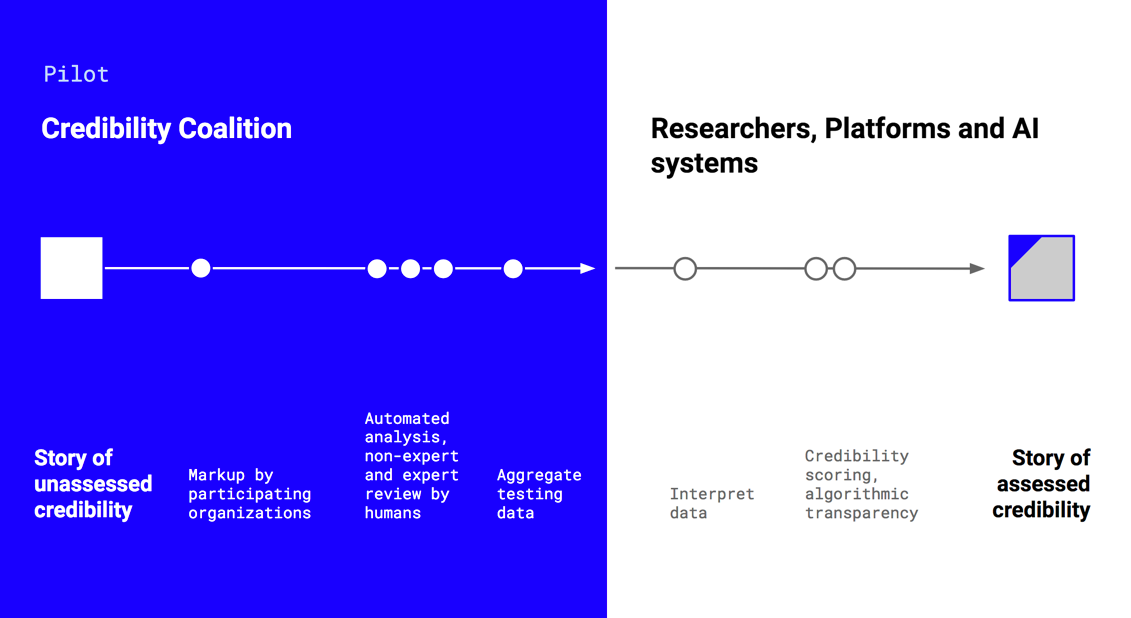 Pilot
Credibility Coalition
Researchers, Platforms and AI
systems
Story of
unassessed
credibility
Markup by
participating
organizations
Automated
analysis,
non-expert
and expert
review by
humans
Aggregate
testing
data
Interpret
data
Credibility
scoring,
algorithmic
transparency
Story of
assessed
credibility